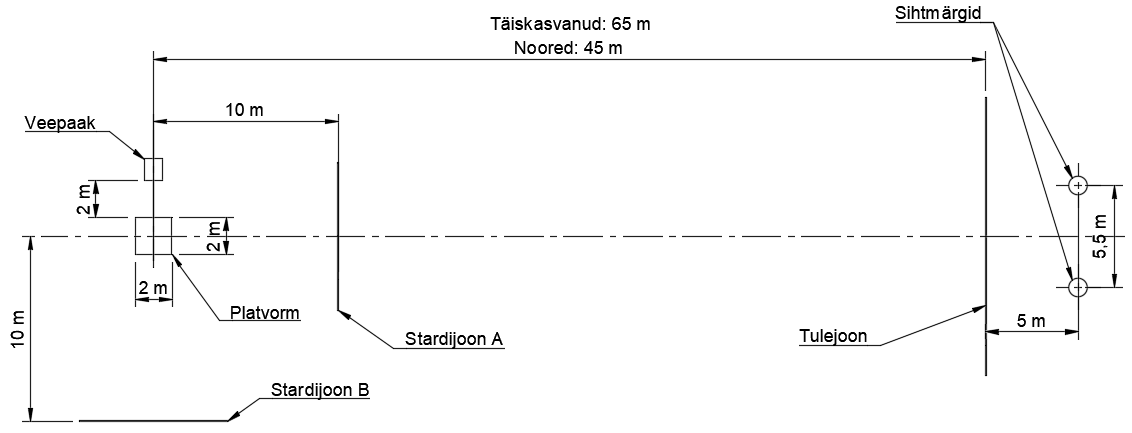 Sihtmärgid
Täiskasvanud: 65 m
Noored: 45 m
10 m
Veepaak
2 m
2 m
5,5 m
2 m
Platvorm
10 m
Stardijoon A
Tulejoon
5 m
Stardijoon B